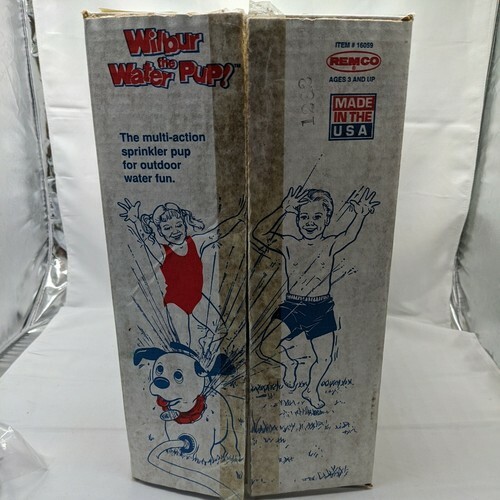 Wilbur
the
Water Pup!™
The multi-action
sprinkler pup
for outdoor
water fun.
ITEM # 16059
REMCO
AGES 3 AND UP
MADE
IN THE
USA